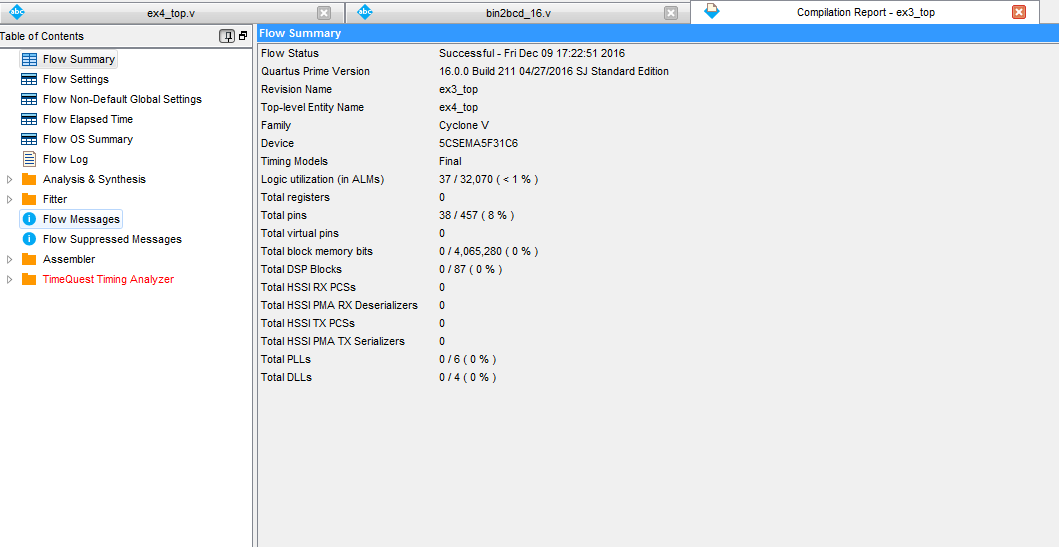 ex4_top.v
bin2bcd_16.v
Compilation Report - ex3_top
Table of Contents
Flow Summary
Flow Settings
Flow Non-Default Global Settings
Flow Elapsed Time
Flow OS Summary
Flow Log
Analysis & Synthesis
Fitter
Flow Messages
Flow Suppressed Messages
Assembler
TimeQuest Timing Analyzer
Flow Summary
Flow Status Successful - Fri Dec 09 17:22:51 2016
Quartus Prime Version 16.0.0 Build 211 04/27/2016 SJ Standard Edition
Revision Name ex3_top
Top-level Entity Name ex4_top
Family Cyclone V
Device 5CSEMA5F31C6
Timing Models Final
Logic utilization (in ALMs) 37 / 32,070 ( < 1 % )
Total registers 0
Total pins 38 / 457 ( 8 % )
Total virtual pins 0
Total block memory bits 0 / 4,065,280 ( 0 % )
Total DSP Blocks 0 / 87 ( 0 % )
Total HSSI RX PCSs 0
Total HSSI PMA RX Deserializers 0
Total HSSI TX PCSs 0
Total HSSI PMA TX Serializers 0
Total PLLs 0 / 6 ( 0 % )
Total DLLs 0 / 4 ( 0 % )